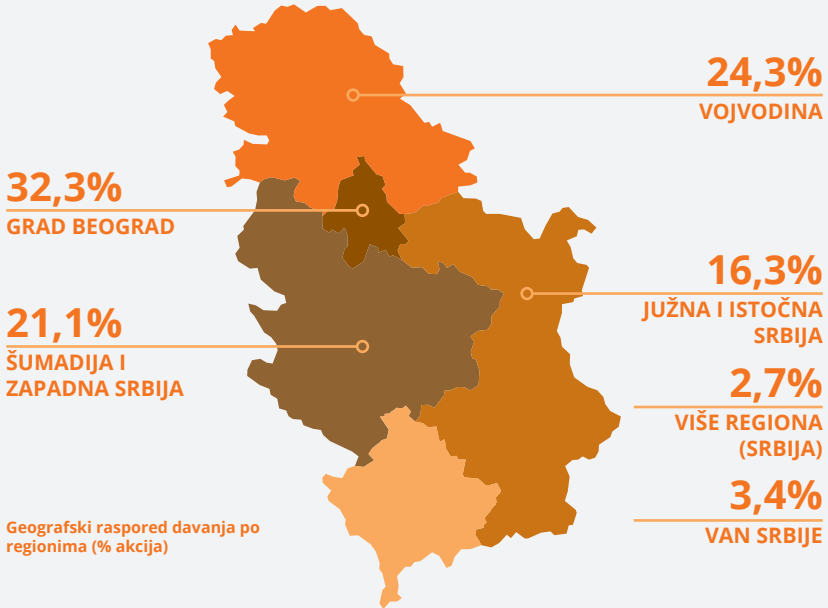 24,3%
VOJVODINA
32,3%
GRAD BEOGRAD
16,3%
JUŽNA I ISTOČNA
SRBIJA
21,1%
ŠUMADIJA I
ZAPADNA SRBIJA
2,7%
VIŠE REGIONA
(SRBIJA)
3,4%
VAN SRBIJE
Geografski raspored davanja po
regionima (% akcija)